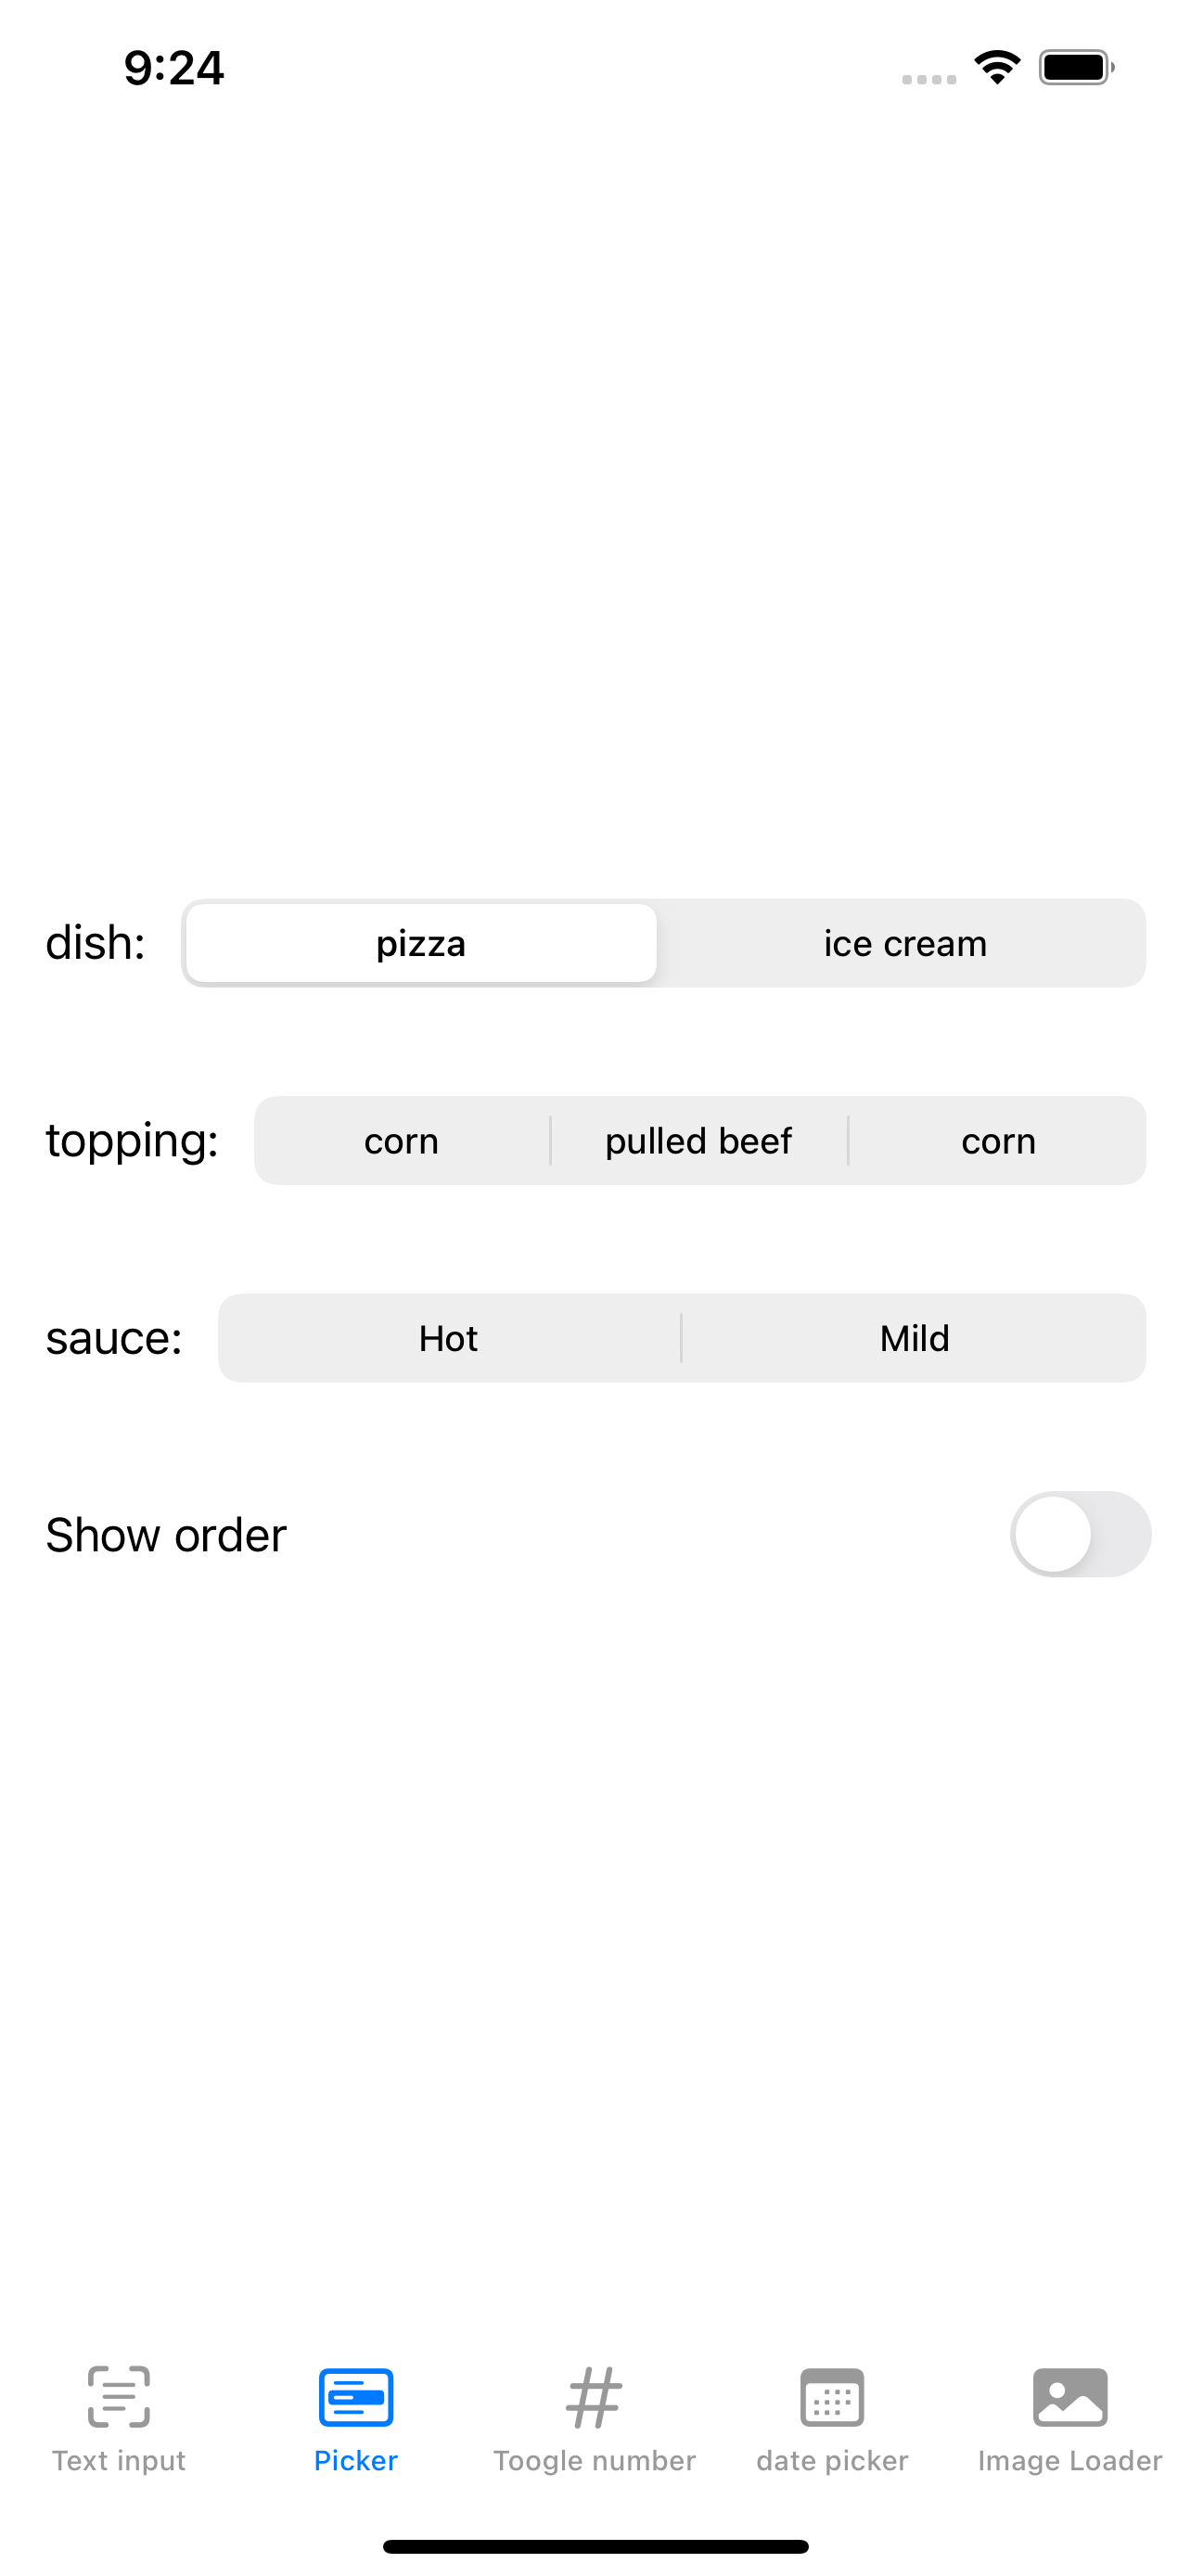 9:24
dish: pizza ice cream
topping: corn pulled beef corn
sauce: Hot Mild
Show order
Text input Picker Toogle number date picker Image Loader